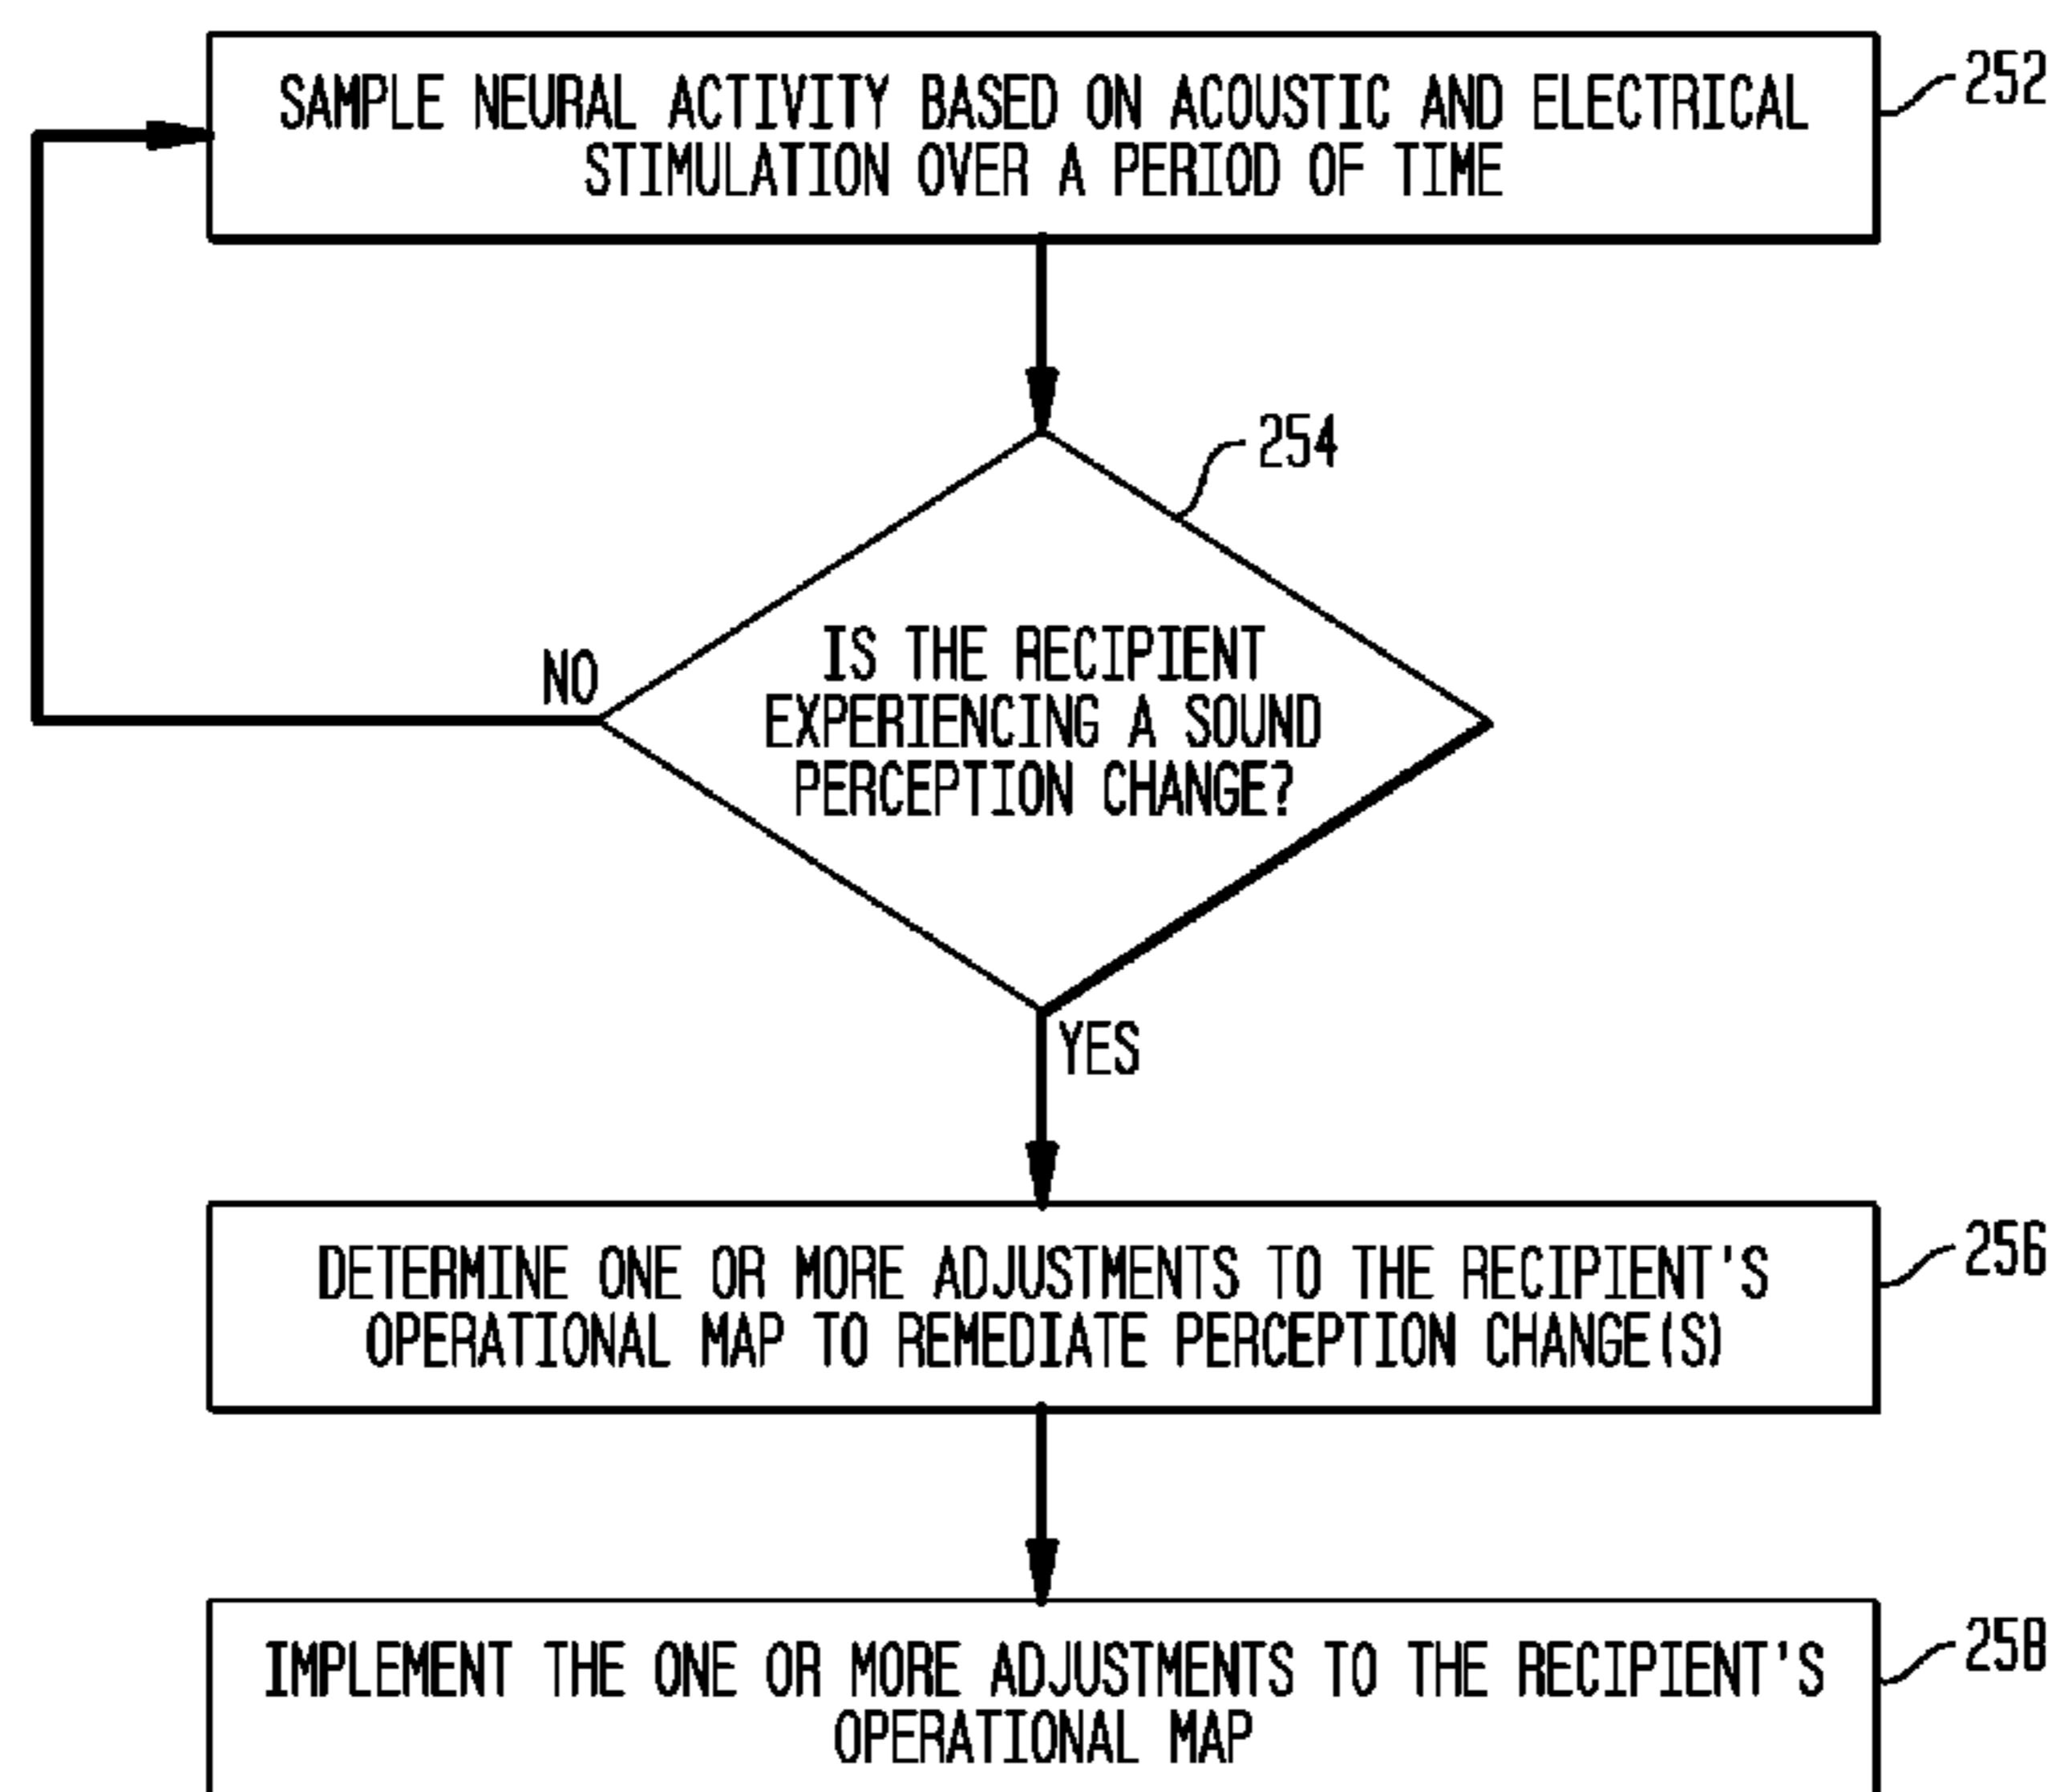 SAMPLE NEURAL ACTIVITY BASED ON ACOUSTIC AND ELECTRICAL
STIMULATION OVER A PERIOD OF TIME
252
254
IS THE RECIPIENT
EXPERIENCING A SOUND
PERCEPTION CHANGE?
NO
YES
DETERMINE ONE OR MORE ADJUSTMENTS TO THE RECIPIENT'S
OPERATIONAL MAP TO REMEDIATE PERCEPTION CHANGE(S)
256
IMPLEMENT THE ONE OR MORE ADJUSTMENTS TO THE RECIPIENT'S
OPERATIONAL MAP
258